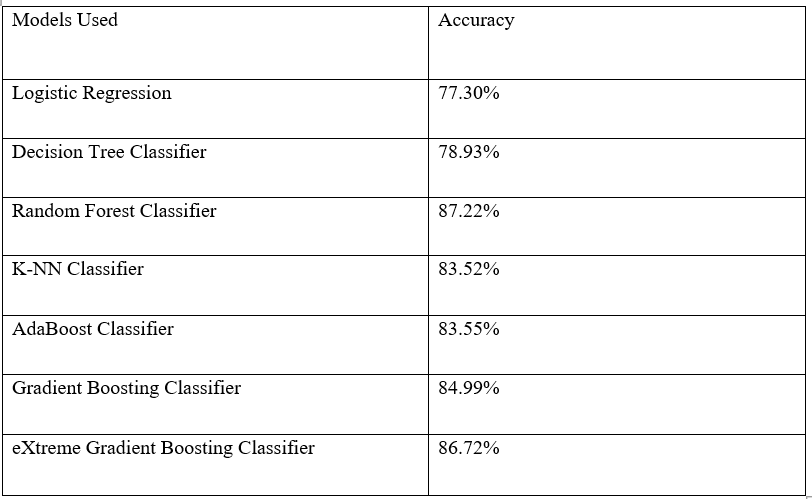 Models Used Accuracy
Logistic Regression 77.30%
Decision Tree Classifier 78.93%
Random Forest Classifier 87.22%
K-NN Classifier 83.52%
AdaBoost Classifier 83.55%
Gradient Boosting Classifier 84.99%
eXtreme Gradient Boosting Classifier 86.72%